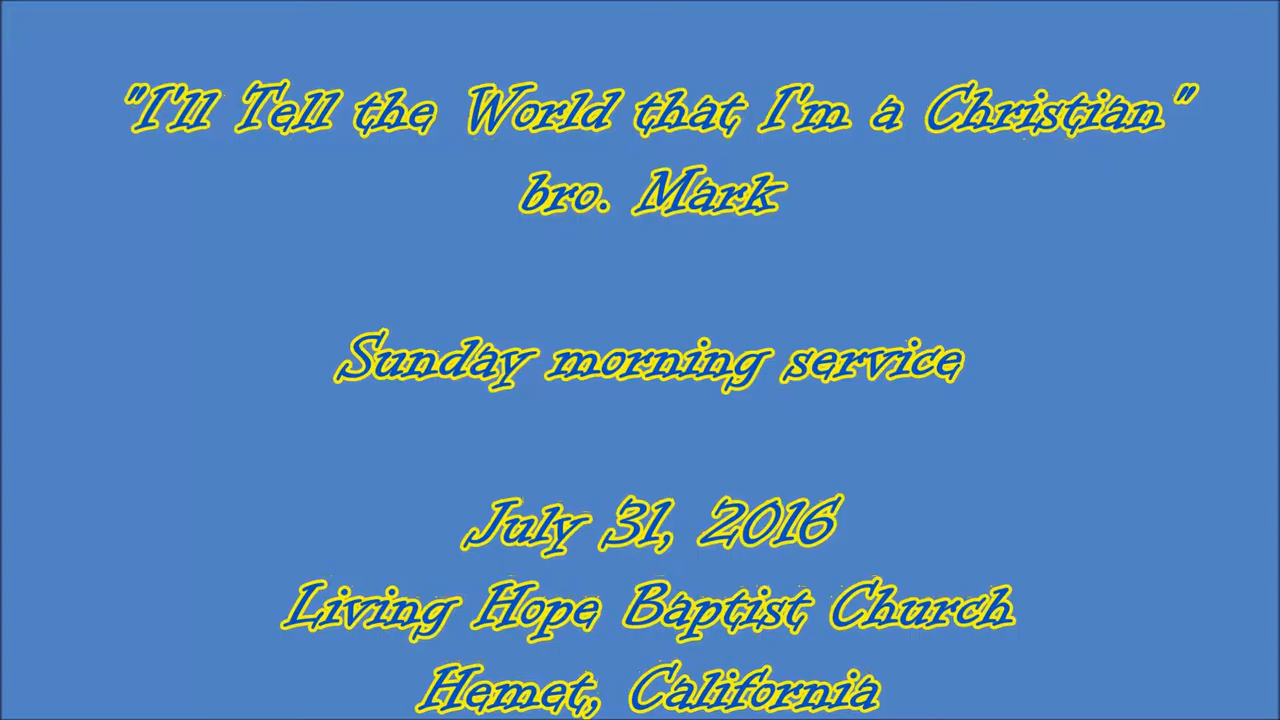 "I'll Tell the World that I'm a Christian"
bro. Mark
Sunday morning service
July 31, 2016
Living Hope Baptist Church
Hemet, California